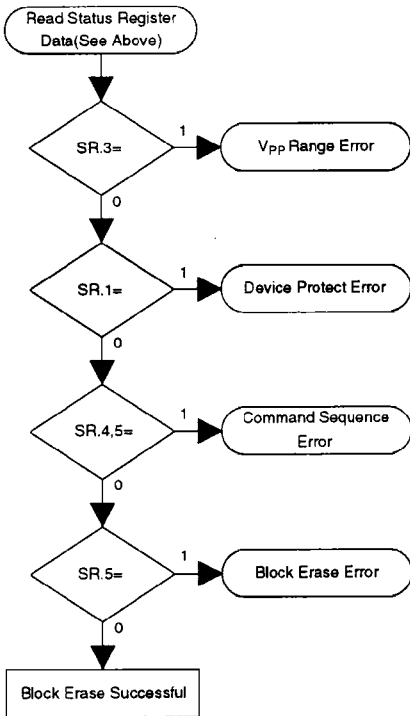 Read Status Register
Data(See Above)
SR.3=
1
VPP Range Error
0
SR.1=
1
Device Protect Error
0
SR.4,5=
1
Command Sequence
Error
0
SR.5=
1
Block Erase Error
0
Block Erase Successful